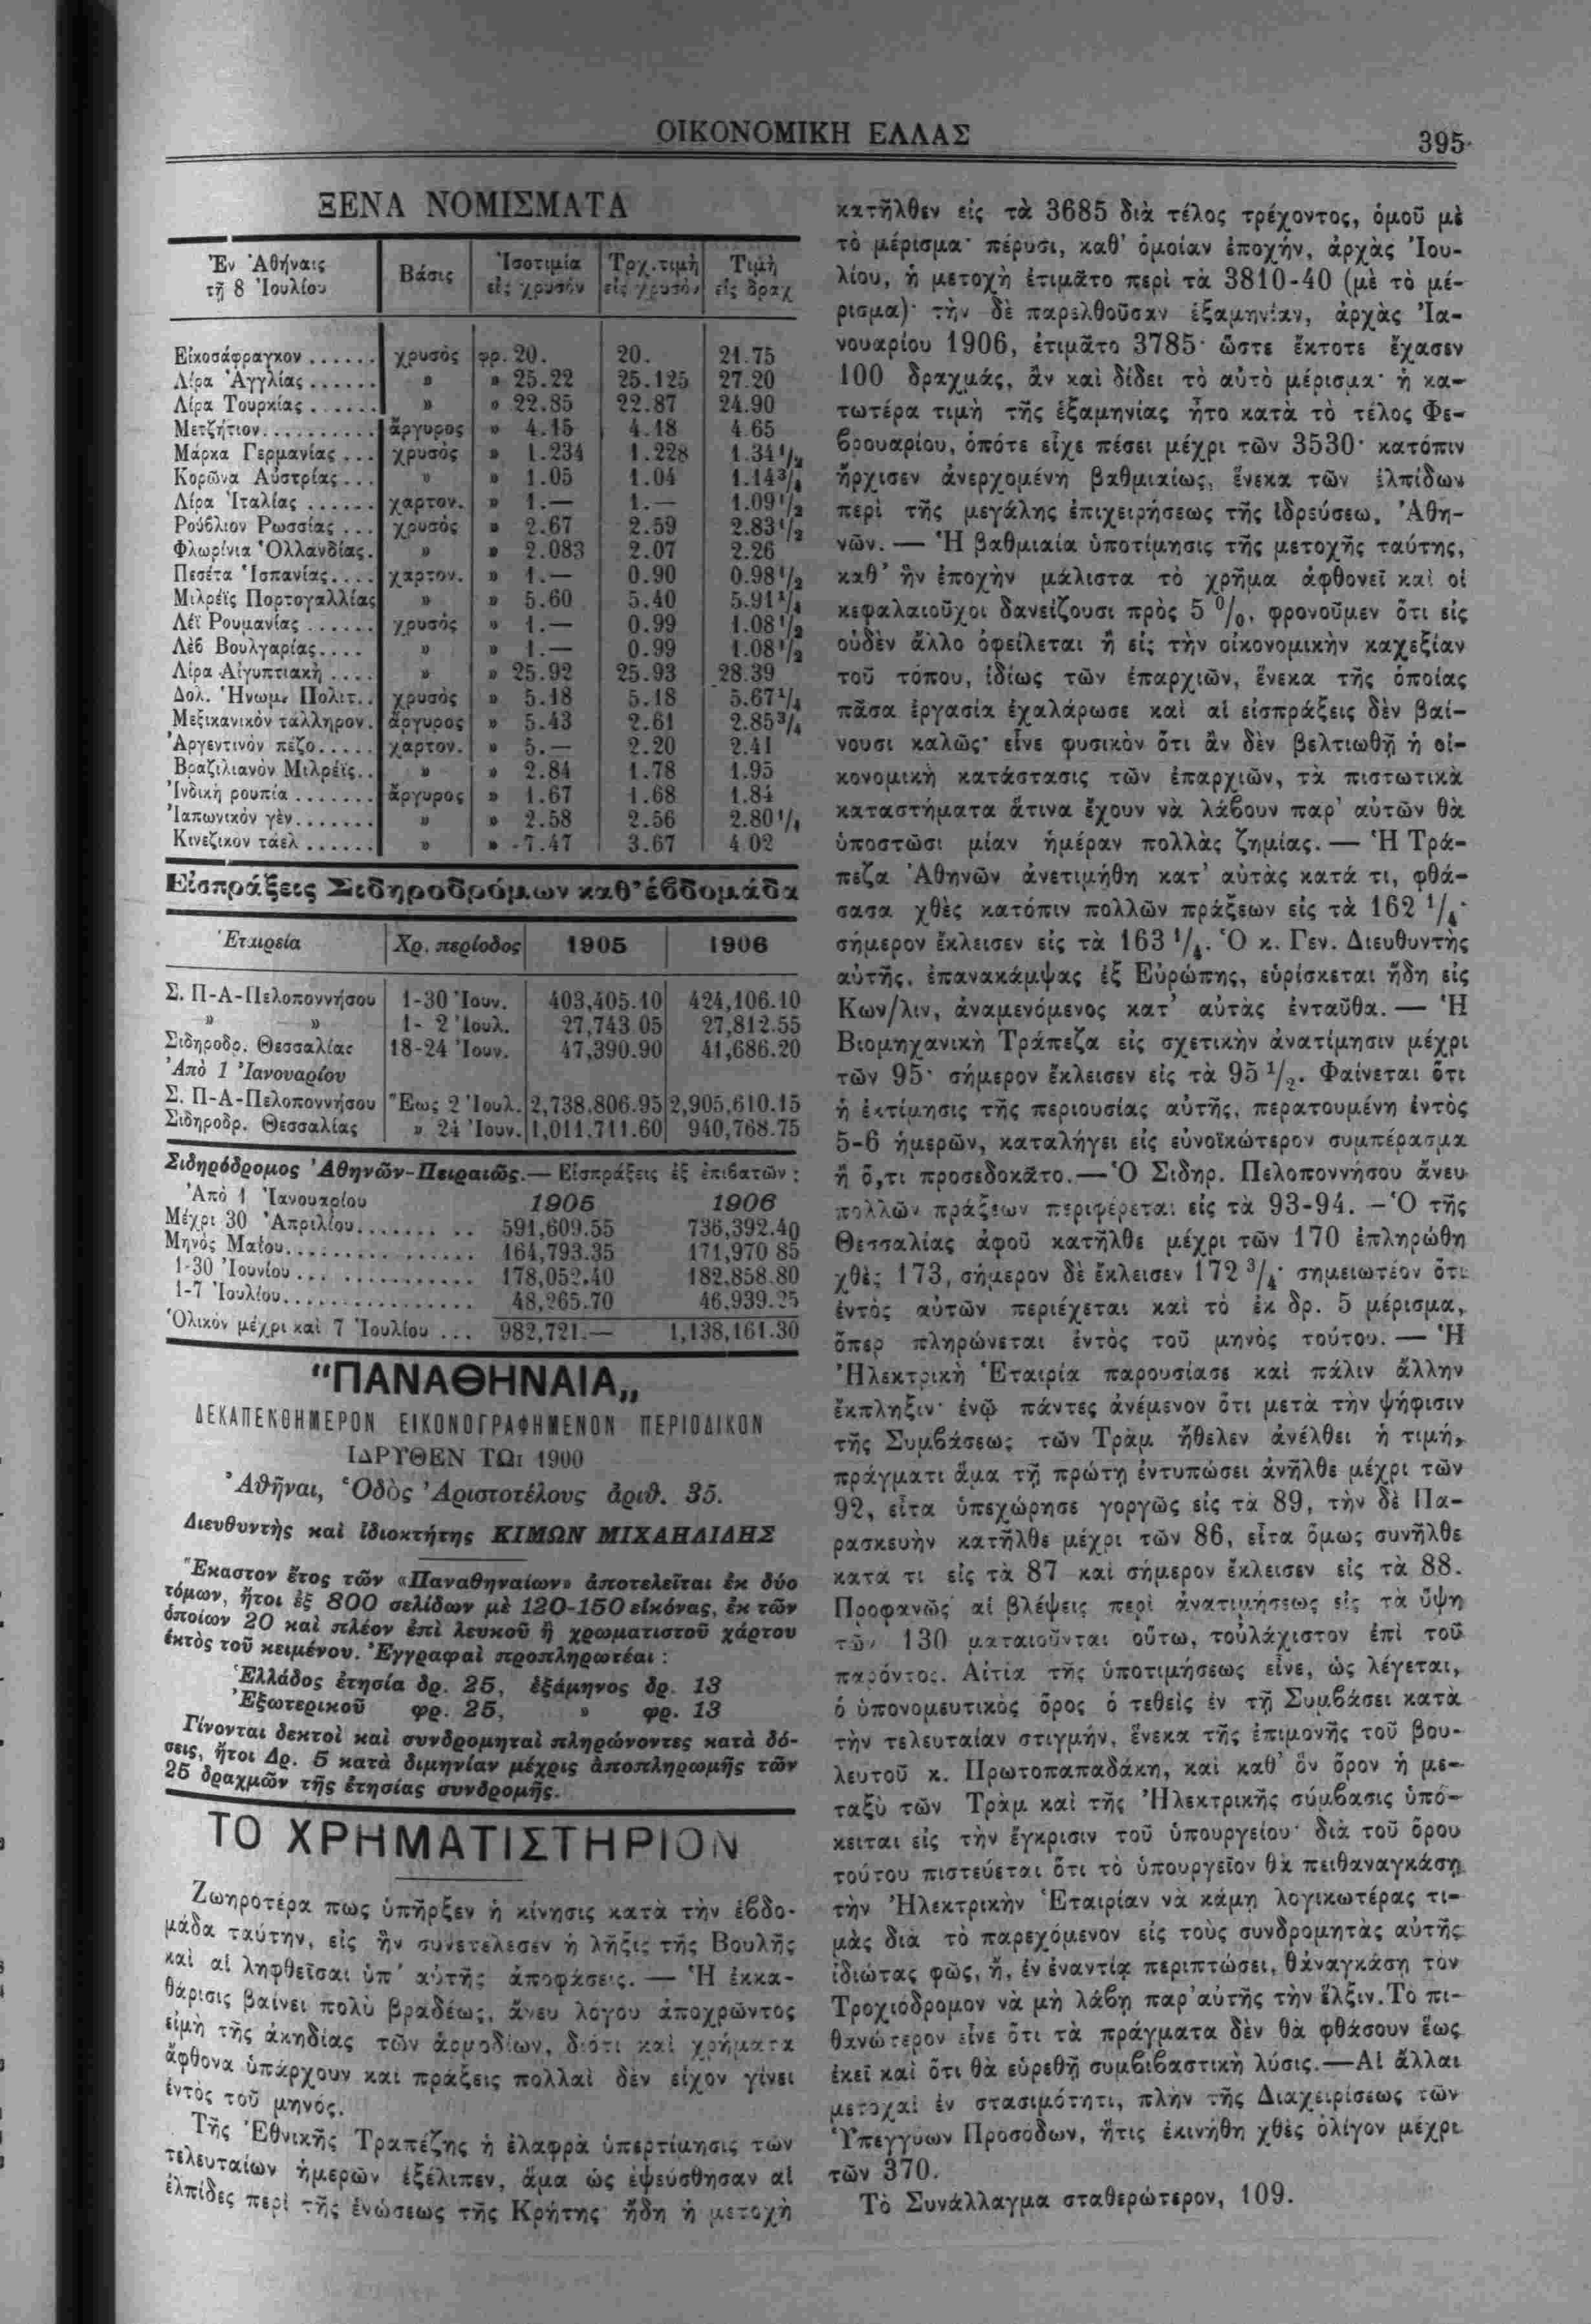 ΟΙΚΟΝΟΜΙΚΗ ΕΛΛΑΣ
395
ΞΕΝΑ ΝΟΜΙΣΜΑΤΑ
Ἐν Ἀθήναις τῇ 8 Ἰουλίου | Βάσις | Ἰσοτιμία εἰς χρυσόν | Τρχ. τιμὴ εἰς χρυσόν | Τιμὴ εἰς δραχ
Εἰκοσάφραγκον ...... χρυσὸς φρ. 20. 20. 21.75
Λίρα Ἀγγλίας ...... » » 25.22 25.125 27.20
Λίρα Τουρκίας ...... » » 22.85 22.87 24.90
Μετζήτιον.......... ἄργυρος » 4.15 4.18 4.65
Μάρκα Γερμανίας ... χρυσὸς » 1.234 1.228 1.34 1/2
Κορῶνα Αὐστρίας... » » 1.05 1.04 1.14 3/4
Λίρα Ἰταλίας ...... χαρτον. » 1.— 1.— 1.09 1/2
Ρούβλιον Ρωσσίας ... χρυσὸς » 2.67 2.59 2.83 1/2
Φλωρίνια Ὁλλανδίας. » » 2.083 2.07 2.26
Πεσέτα Ἱσπανίας.... χαρτον. » 1.— 0.90 0.98 1/2
Μιλρέϊς Πορτογαλλίας » » 5.60 5.40 5.91 1/4
Λέϊ Ρουμανίας ...... χρυσὸς » 1.— 0.99 1.08 1/2
Λὲβ Βουλγαρίας.... » » 1.— 0.99 1.08 1/2
Λίρα Αἰγυπτιακὴ .... » » 25.92 25.93 28.39
Δολ. Ἡνωμ. Πολιτ.. χρυσὸς » 5.18 5.18 5.67 1/4
Μεξικανικὸν τάλληρον. ἄργυρος » 5.43 2.61 2.85 3/4
Ἀργεντινὸν πέζο..... χαρτον. » 5.— 2.20 2.41
Βραζιλιανὸν Μιλρέϊς.. » » 2.84 1.78 1.95
Ἰνδικὴ ρουπία ....... ἄργυρος » 1.67 1.68 1.84
Ἰαπωνικὸν γὲν....... » » 2.58 2.56 2.80 1/4
Κινεζικὸν τάελ ...... » » 7.47 3.67 4 02
Εἰσπράξεις Σιδηροδρόμων καθ' ἑβδομάδα
Ἑταιρεία | Χρ. περίοδος | 1905 | 1906
Σ. Π-Α-Πελοποννήσου 1-30 Ἰουν. 403,405.10 424,106.10
» » 1- 2 Ἰουλ. 27,743 05 27,812.55
Σιδηροδρ. Θεσσαλίας 18-24 Ἰουν. 47,390.90 41,686.20
Ἀπὸ 1 Ἰανουαρίου
Σ. Π-Α-Πελοποννήσου Ἕως 2 Ἰουλ. 2,738,806.95 2,905,610.15
Σιδηροδρ. Θεσσαλίας » 24 Ἰουν. 1,011.711.60 940,768.75
Σιδηρόδρομος Ἀθηνῶν-Πειραιῶς.— Εἰσπράξεις ἐξ ἐπιβατῶν :
Ἀπὸ 1 Ἰανουαρίου 1905 1906
Μέχρι 30 Ἀπριλίου.......... 591,609.55 736,392.40
Μηνὸς Μαΐου................. 164,793.35 171,970 85
1-30 Ἰουνίου ............... 178,052.40 182.858.80
1-7 Ἰουλίου................. 48,265.70 46.939.25
Ὁλικὸν μέχρι καὶ 7 Ἰουλίου ... 982,721.— 1,138,161.30
"ΠΑΝΑΘΗΝΑΙΑ„
ΔΕΚΑΠΕΝΘΗΜΕΡΟΝ ΕΙΚΟΝΟΓΡΑΦΗΜΕΝΟΝ ΠΕΡΙΟΔΙΚΟΝ
ΙΔΡΥΘΕΝ ΤΩι 1900
Ἀθῆναι, Ὁδὸς Ἀριστοτέλους ἀριθ. 35.
Διευθυντὴς καὶ ἰδιοκτήτης ΚΙΜΩΝ ΜΙΧΑΗΛΙΔΗΣ
Ἕκαστον ἔτος τῶν «Παναθηναίων» ἀποτελεῖται ἐκ δύο
τόμων, ἤτοι ἐξ 800 σελίδων μὲ 120-150 εἰκόνας, ἐκ τῶν
ὁποίων 20 καὶ πλέον ἐπὶ λευκοῦ ἢ χρωματιστοῦ χάρτου
ἐκτὸς τοῦ κειμένου. Ἐγγραφαὶ προπληρωτέαι :
Ἑλλάδος ἐτησία δρ. 25, ἑξάμηνος δρ. 13
Ἐξωτερικοῦ φρ. 25, » φρ. 13
Γίνονται δεκτοὶ καὶ συνδρομηταὶ πληρώνοντες κατὰ δό-
σεις, ἤτοι Δρ. 5 κατὰ διμηνίαν μέχρις ἀποπληρωμῆς τῶν
25 δραχμῶν τῆς ἐτησίας συνδρομῆς.
ΤΟ ΧΡΗΜΑΤΙΣΤΗΡΙΟΝ
Ζωηροτέρα πως ὑπῆρξεν ἡ κίνησις κατὰ τὴν ἑβδο-
μάδα ταύτην, εἰς ἣν συνετέλεσεν ἡ λῆξις τῆς Βουλῆς
καὶ αἱ ληφθεῖσαι ὑπ' αὐτῆς ἀποφάσεις. — Ἡ ἐκκα-
θάρισις βαίνει πολὺ βραδέως, ἄνευ λόγου ἀποχρῶντος
εἰμὴ τῆς ἀκηδίας τῶν ἁρμοδίων, διότι καὶ χρήματα
ἄφθονα ὑπάρχουν καὶ πράξεις πολλαὶ δὲν εἶχον γίνει
ἐντὸς τοῦ μηνός.
Τῆς Ἐθνικῆς Τραπέζης ἡ ἐλαφρὰ ὑπερτίμησις τῶν
τελευταίων ἡμερῶν ἐξέλιπεν, ἅμα ὡς ἐψεύσθησαν αἱ
ἐλπίδες περὶ τῆς ἑνώσεως τῆς Κρήτης· ἤδη ἡ μετοχὴ
κατῆλθεν εἰς τὰ 3685 διὰ τέλος τρέχοντος, ὁμοῦ μὲ
τὸ μέρισμα· πέρυσι, καθ' ὁμοίαν ἐποχήν, ἀρχὰς Ἰου-
λίου, ἡ μετοχὴ ἐτιμᾶτο περὶ τὰ 3810-40 (μὲ τὸ μέ-
ρισμα)· τὴν δὲ παρελθοῦσαν ἑξαμηνίαν, ἀρχὰς Ἰα-
νουαρίου 1906, ἐτιμᾶτο 3785· ὥστε ἔκτοτε ἔχασεν
100 δραχμάς, ἂν καὶ δίδει τὸ αὐτὸ μέρισμα· ἡ κα-
τωτέρα τιμὴ τῆς ἑξαμηνίας ἦτο κατὰ τὸ τέλος Φε-
βρουαρίου, ὁπότε εἶχε πέσει μέχρι τῶν 3530· κατόπιν
ἤρχισεν ἀνερχομένη βαθμιαίως, ἕνεκα τῶν ἐλπίδων
περὶ τῆς μεγάλης ἐπιχειρήσεως τῆς ἱδρεύσεω, Ἀθη-
νῶν. — Ἡ βαθμιαία ὑποτίμησις τῆς μετοχῆς ταύτης,
καθ' ἣν ἐποχὴν μάλιστα τὸ χρῆμα ἀφθονεῖ καὶ οἱ
κεφαλαιοῦχοι δανείζουσι πρὸς 5 0/0, φρονοῦμεν ὅτι εἰς
οὐδὲν ἄλλο ὀφείλεται ἢ εἰς τὴν οἰκονομικὴν καχεξίαν
τοῦ τόπου, ἰδίως τῶν ἐπαρχιῶν, ἕνεκα τῆς ὁποίας
πᾶσα ἐργασία ἐχαλάρωσε καὶ αἱ εἰσπράξεις δὲν βαί-
νουσι καλῶς· εἶνε φυσικὸν ὅτι ἂν δὲν βελτιωθῇ ἡ οἰ-
κονομικὴ κατάστασις τῶν ἐπαρχιῶν, τὰ πιστωτικὰ
καταστήματα ἅτινα ἔχουν νὰ λάβουν παρ' αὐτῶν θὰ
ὑποστῶσι μίαν ἡμέραν πολλὰς ζημίας. — Ἡ Τρά-
πεζα Ἀθηνῶν ἀνετιμήθη κατ' αὐτὰς κατά τι, φθά-
σασα χθὲς κατόπιν πολλῶν πράξεων εἰς τὰ 162 1/4·
σήμερον ἔκλεισεν εἰς τὰ 163 1/4. Ὁ κ. Γεν. Διευθυντὴς
αὐτῆς, ἐπανακάμψας ἐξ Εὐρώπης, εὑρίσκεται ἤδη εἰς
Κων/λιν, ἀναμενόμενος κατ' αὐτὰς ἐνταῦθα. — Ἡ
Βιομηχανικὴ Τράπεζα εἰς σχετικὴν ἀνατίμησιν μέχρι
τῶν 95· σήμερον ἔκλεισεν εἰς τὰ 95 1/2. Φαίνεται ὅτι
ἡ ἐκτίμησις τῆς περιουσίας αὐτῆς, περατουμένη ἐντὸς
5-6 ἡμερῶν, καταλήγει εἰς εὐνοϊκώτερον συμπέρασμα
ἢ ὅ,τι προσεδοκᾶτο.— Ὁ Σιδηρ. Πελοποννήσου ἄνευ
πολλῶν πράξεων περιφέρεται εἰς τὰ 93-94. — Ὁ τῆς
Θεσσαλίας ἀφοῦ κατῆλθε μέχρι τῶν 170 ἐπληρώθη
χθὲς 173, σήμερον δὲ ἔκλεισεν 172 3/4· σημειωτέον ὅτι
ἐντὸς αὐτῶν περιέχεται καὶ τὸ ἐκ δρ. 5 μέρισμα,
ὅπερ πληρώνεται ἐντὸς τοῦ μηνὸς τούτου. — Ἡ
Ἠλεκτρικὴ Ἑταιρία παρουσίασε καὶ πάλιν ἄλλην
ἔκπληξιν· ἐνῷ πάντες ἀνέμενον ὅτι μετὰ τὴν ψήφισιν
τῆς Συμβάσεως τῶν Τρὰμ ἤθελεν ἀνέλθει ἡ τιμή,
πράγματι ἅμα τῇ πρώτῃ ἐντυπώσει ἀνῆλθε μέχρι τῶν
92, εἶτα ὑπεχώρησε γοργῶς εἰς τὰ 89, τὴν δὲ Πα-
ρασκευὴν κατῆλθε μέχρι τῶν 86, εἶτα ὅμως συνῆλθε
κατά τι εἰς τὰ 87 καὶ σήμερον ἔκλεισεν εἰς τὰ 88.
Προφανῶς αἱ βλέψεις περὶ ἀνατιμήσεως εἰς τὰ ὕψη
τῶν 130 ματαιοῦνται οὕτω, τοὐλάχιστον ἐπὶ τοῦ
παρόντος. Αἰτία τῆς ὑποτιμήσεως εἶνε, ὡς λέγεται,
ὁ ὑπονομευτικὸς ὅρος ὁ τεθεὶς ἐν τῇ Συμβάσει κατὰ
τὴν τελευταίαν στιγμήν, ἕνεκα τῆς ἐπιμονῆς τοῦ βου-
λευτοῦ κ. Πρωτοπαπαδάκη, καὶ καθ' ὃν ὅρον ἡ με-
ταξὺ τῶν Τρὰμ καὶ τῆς Ἠλεκτρικῆς σύμβασις ὑπό-
κειται εἰς τὴν ἔγκρισιν τοῦ ὑπουργείου· διὰ τοῦ ὅρου
τούτου πιστεύεται ὅτι τὸ ὑπουργεῖον θὰ πειθαναγκάσῃ
τὴν Ἠλεκτρικὴν Ἑταιρίαν νὰ κάμῃ λογικωτέρας τι-
μὰς διὰ τὸ παρεχόμενον εἰς τοὺς συνδρομητὰς αὐτῆς
ἰδιώτας φῶς, ἤ, ἐν ἐναντίᾳ περιπτώσει, θἀναγκάσῃ τὸν
Τροχιόδρομον νὰ μὴ λάβῃ παρ' αὐτῆς τὴν ἕλξιν. Τὸ πι-
θανώτερον εἶνε ὅτι τὰ πράγματα δὲν θὰ φθάσουν ἕως
ἐκεῖ καὶ ὅτι θὰ εὑρεθῇ συμβιβαστικὴ λύσις.—Αἱ ἄλλαι
μετοχαὶ ἐν στασιμότητι, πλὴν τῆς Διαχειρίσεως τῶν
Ὑπεγγύων Προσόδων, ἥτις ἐκινήθη χθὲς ὀλίγον μέχρι
τῶν 370.
Τὸ Συνάλλαγμα σταθερώτερον, 109.